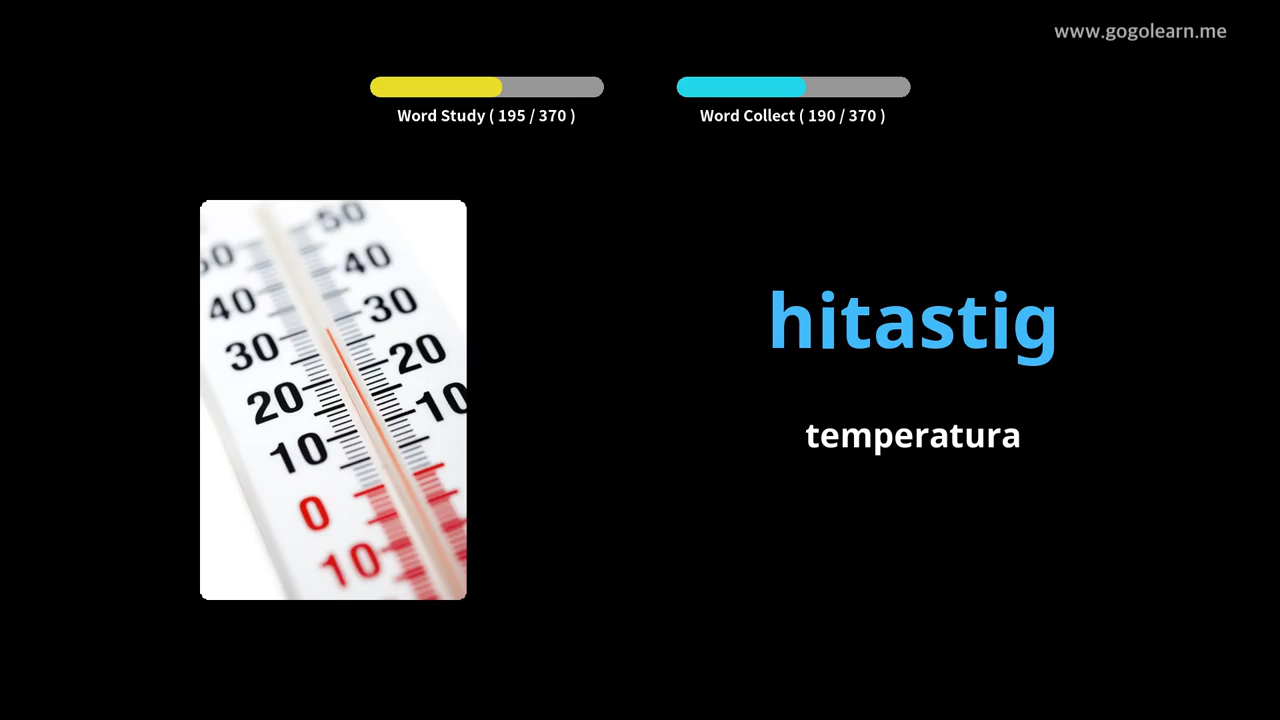 www.gogolearn.me
Word Study ( 195 / 370 )
Word Collect ( 190 / 370 )
50
50
40
40
30
30
20
20
10
10
0
10
hitastig
temperatura